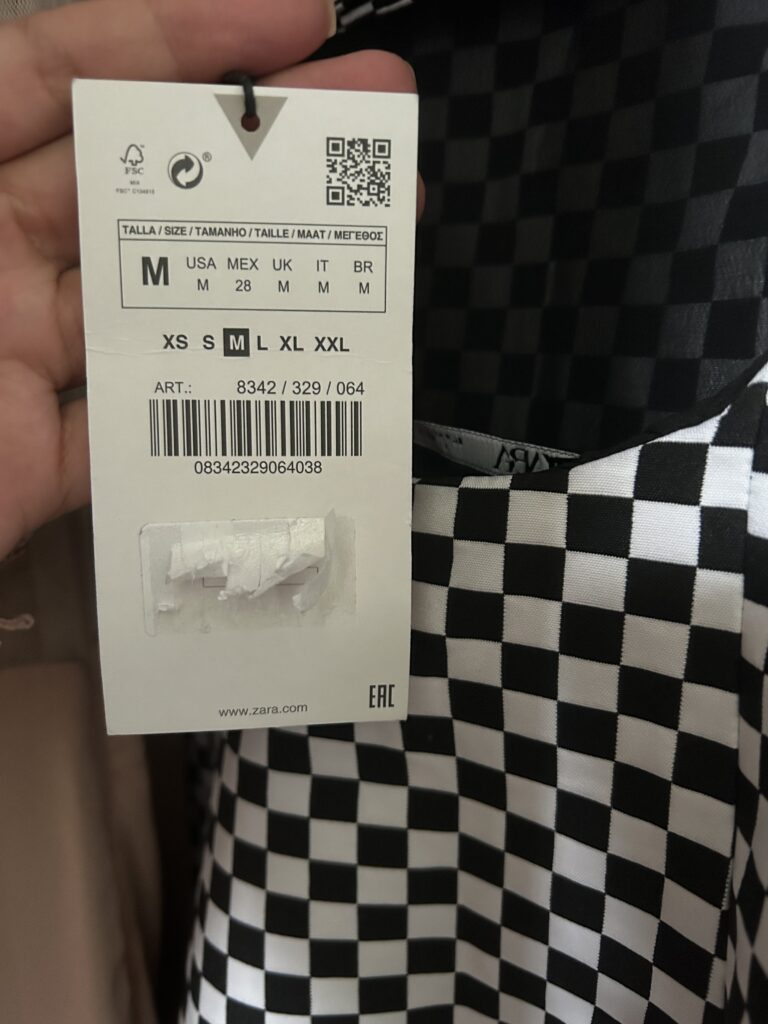 FSC
MIX
®
TALLA / SIZE / TAMANHO / TAILLE / MAAT / ΜΕΓΕΘΟΣ
M USA MEX UK IT BR
M 28 M M M
XS S M L XL XXL
ART.: 8342 / 329 / 064
08342329064038
www.zara.com
EAC
ZARA